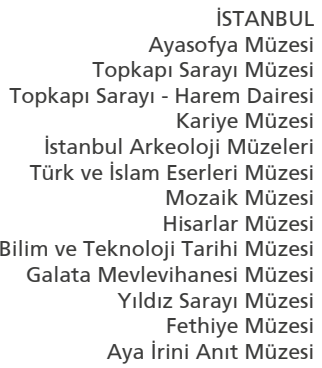 İSTANBUL
Ayasofya Müzesi
Topkapı Sarayı Müzesi
Topkapı Sarayı - Harem Dairesi
Kariye Müzesi
İstanbul Arkeoloji Müzeleri
Türk ve İslam Eserleri Müzesi
Mozaik Müzesi
Hisarlar Müzesi
Bilim ve Teknoloji Tarihi Müzesi
Galata Mevlevihanesi Müzesi
Yıldız Sarayı Müzesi
Fethiye Müzesi
Aya İrini Anıt Müzesi